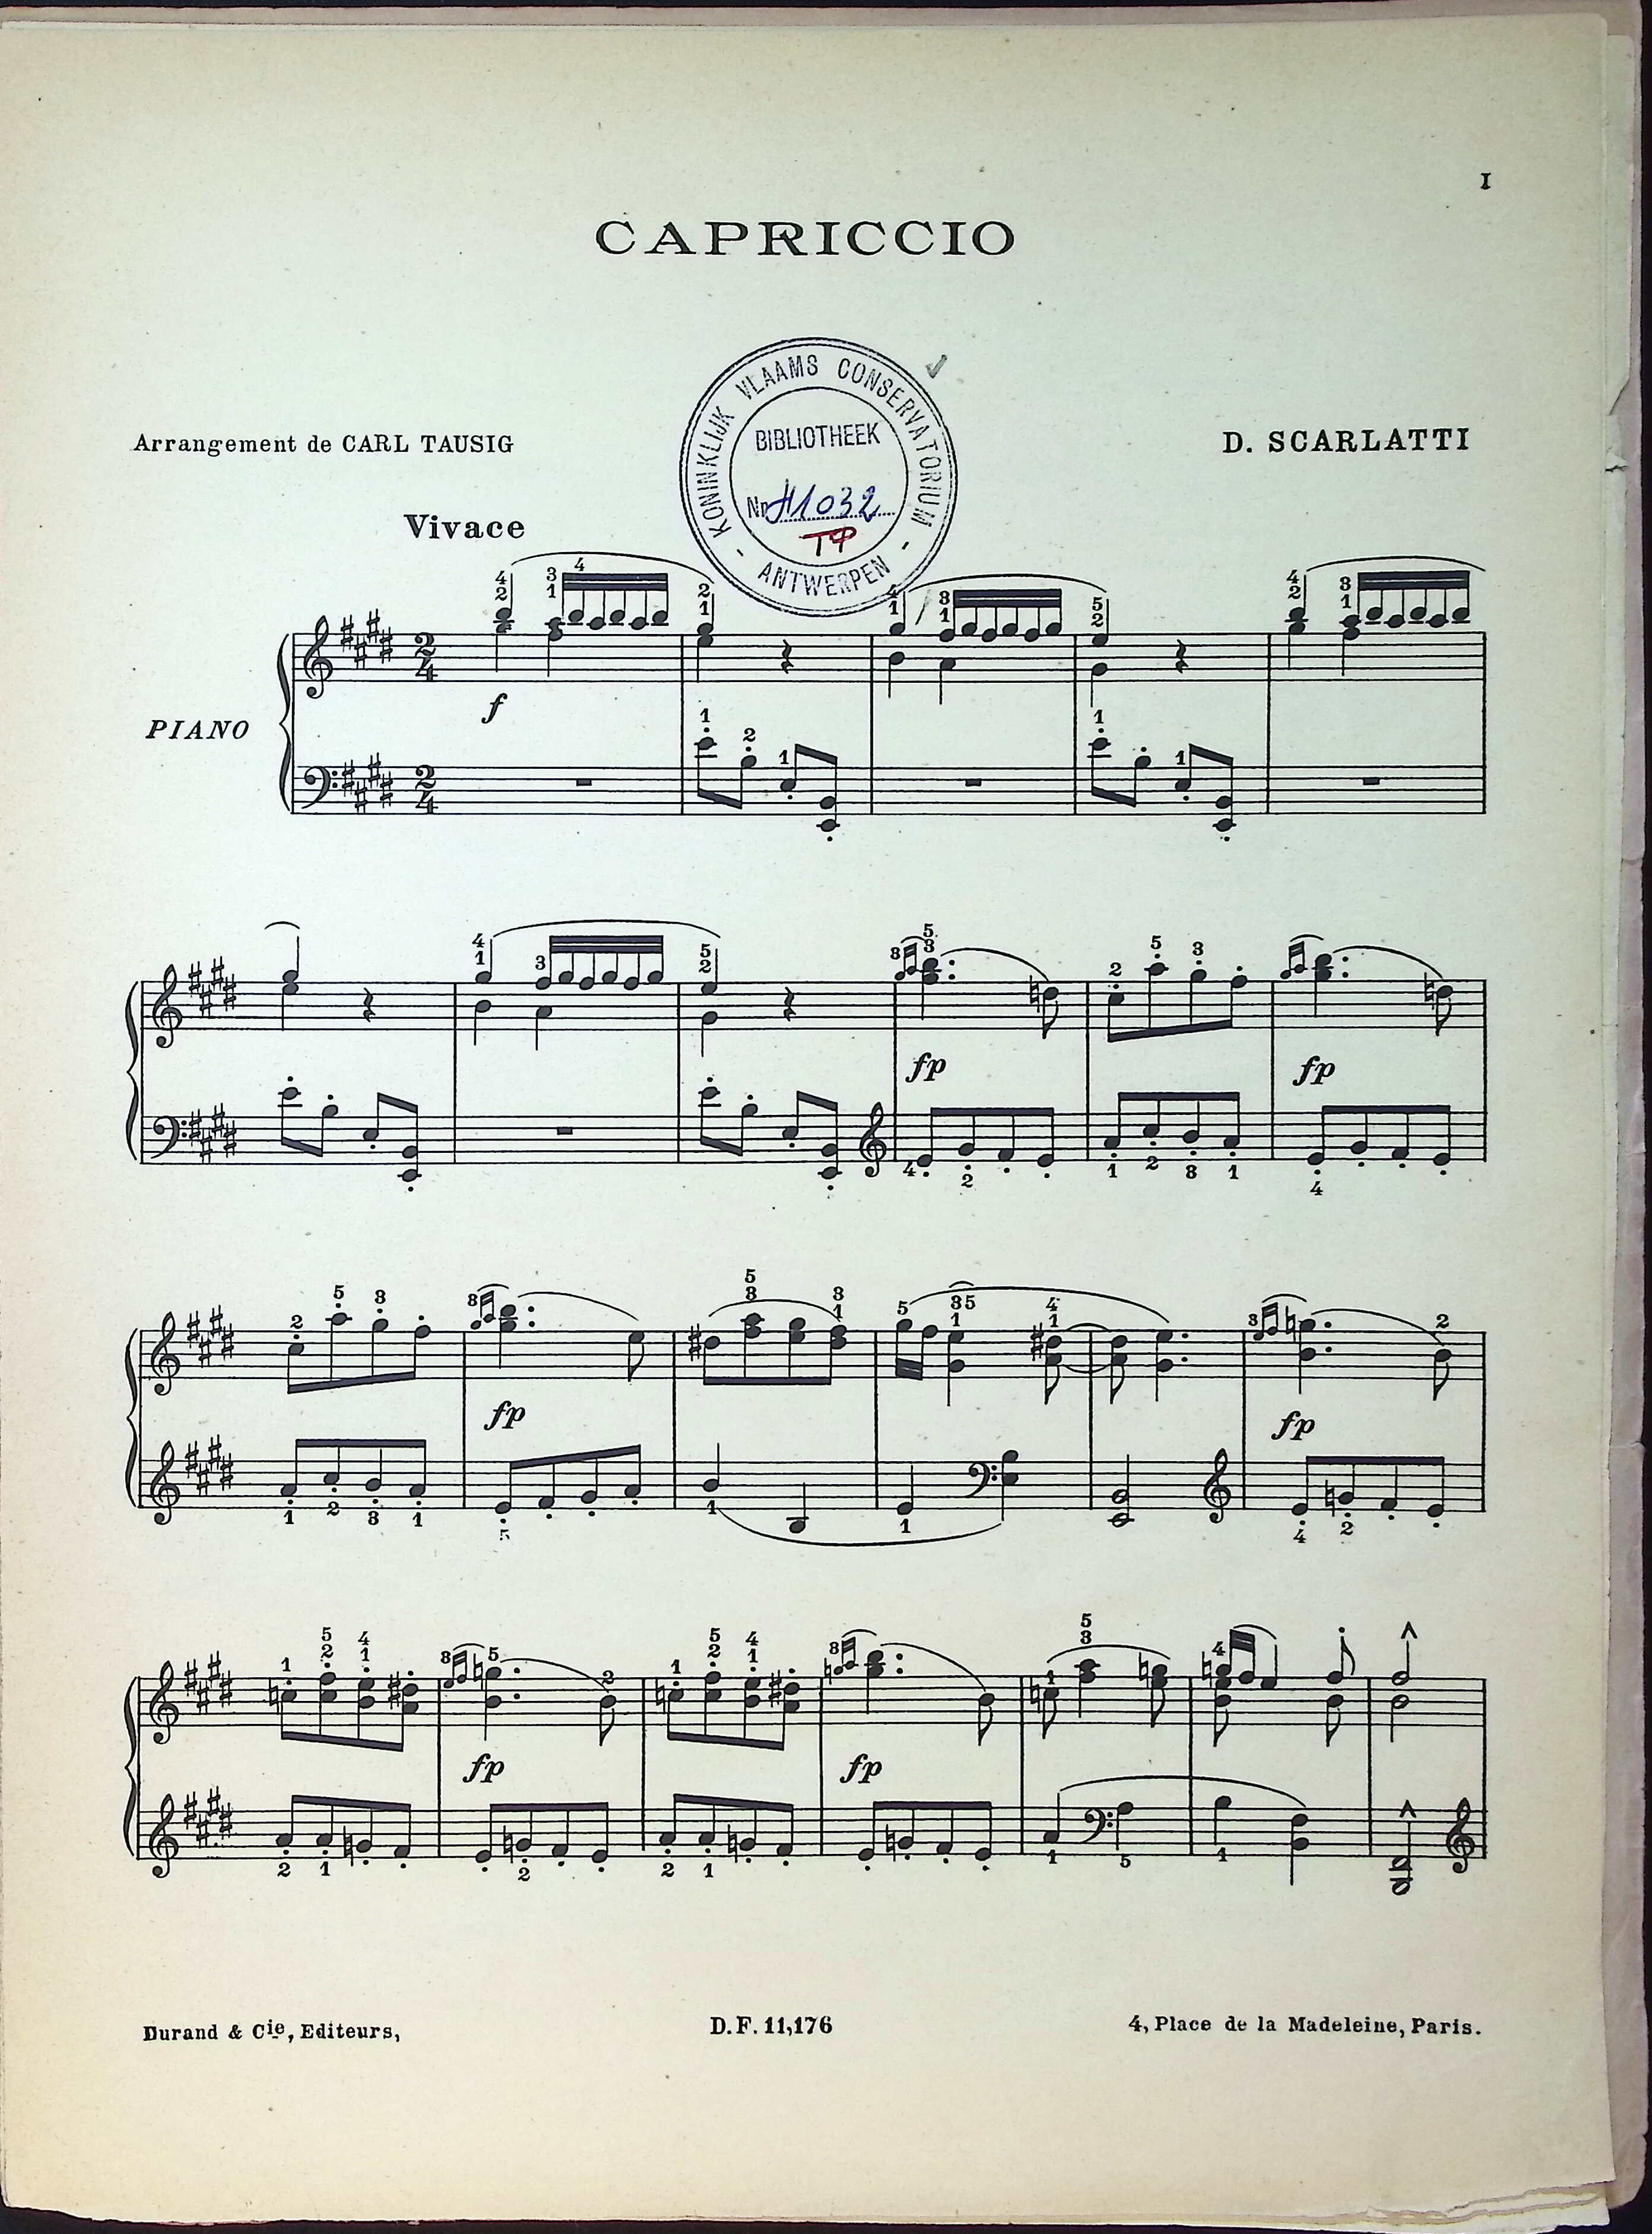 I
CAPRICCIO
KONINKLIJK VLAAMS CONSERVATORIUM
BIBLIOTHEEK
Nr H1032
TP
- ANTWERPEN -
Arrangement de CARL TAUSIG
D. SCARLATTI
Vivace
f
PIANO
fp
fp
fp
fp
fp
fp
Durand & Cie, Editeurs,
D.F. 11,176
4, Place de la Madeleine, Paris.